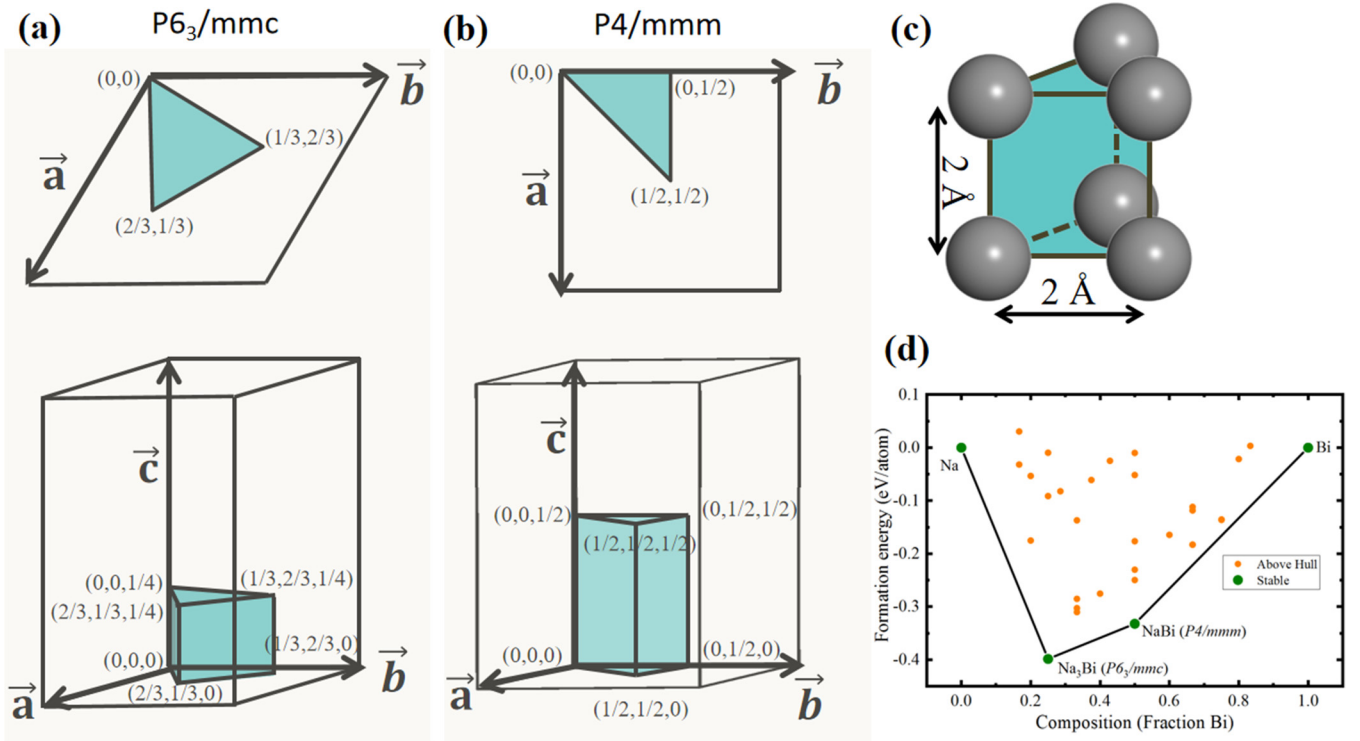 (a) P6₃/mmc
(0,0)
b
(1/3,2/3)
a
(2/3,1/3)
c
(0,0,1/4)
(1/3,2/3,1/4)
(2/3,1/3,1/4)
(1/3,2/3,0)
(0,0,0)
a
(2/3,1/3,0)
b
(b) P4/mmm
(0,0)
b
(0,1/2)
a
(1/2,1/2)
c
(0,0,1/2)
(0,1/2,1/2)
(1/2,1/2,1/2)
(0,0,0)
(0,1/2,0)
a
b
(1/2,1/2,0)
(c)
2 Å
2 Å
(d)
Formation energy (eV/atom)
0.1
0.0
-0.1
-0.2
-0.3
-0.4
Na
Bi
Above Hull
Stable
NaBi (P4/mmm)
Na₃Bi (P6₃/mmc)
0.0 0.2 0.4 0.6 0.8 1.0
Composition (Fraction Bi)